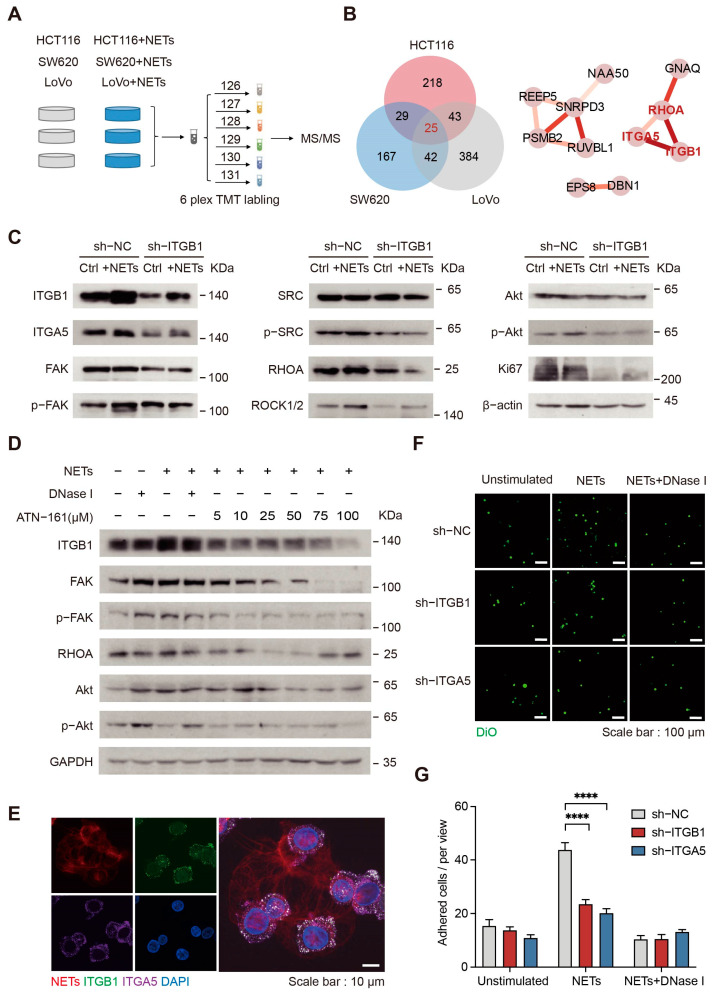 A
HCT116 HCT116+NETs
SW620 SW620+NETs
LoVo LoVo+NETs
126
127
128
129
130
131
MS/MS
6 plex TMT labling
B
HCT116
218
29
43
25
167
42
384
SW620
LoVo
NAA50
REEP5
SNRPD3
PSMB2
RUVBL1
GNAQ
RHOA
ITGA5
ITGB1
EPS8
DBN1
C
sh-NC sh-ITGB1
Ctrl +NETs Ctrl +NETs KDa
ITGB1 140
ITGA5 140
FAK 100
p-FAK 100
sh-NC sh-ITGB1
Ctrl +NETs Ctrl +NETs KDa
SRC 65
p-SRC 65
RHOA 25
ROCK1/2 140
sh-NC sh-ITGB1
Ctrl +NETs Ctrl +NETs KDa
Akt 65
p-Akt 65
Ki67 200
β-actin 45
D
NETs − − + + + + + + + +
DNase I − + − + − − − − − −
ATN-161(μM) − − − − 5 10 25 50 75 100 KDa
ITGB1 140
FAK 100
p-FAK 100
RHOA 25
Akt 65
p-Akt 65
GAPDH 35
E
NETs ITGB1 ITGA5 DAPI
Scale bar : 10 μm
F
Unstimulated NETs NETs+DNase I
sh-NC
sh-ITGB1
sh-ITGA5
DiO
Scale bar : 100 μm
G
Adhered cells / per view
60
40
20
0
****
****
sh-NC
sh-ITGB1
sh-ITGA5
Unstimulated NETs NETs+DNase I